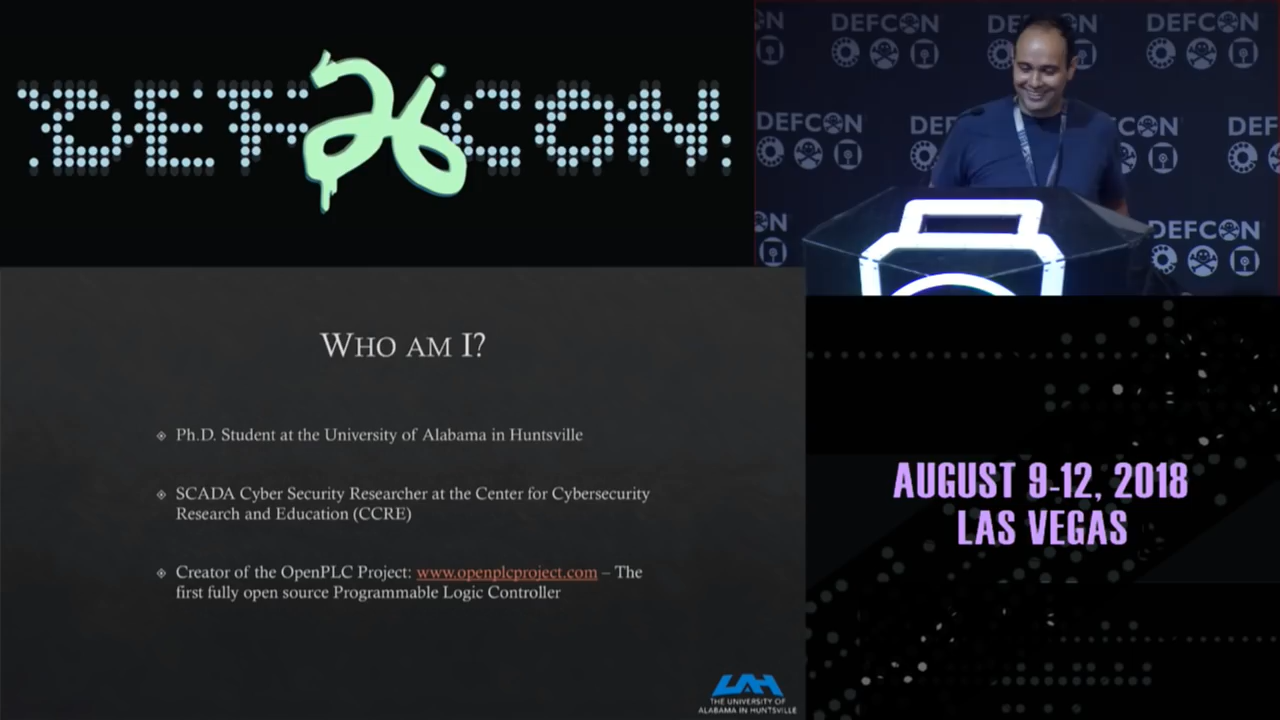 DEF CON
26
DEFCON
DEFCON
DEFCON
DEFCON
DEFCON
WHO AM I?
Ph.D. Student at the University of Alabama in Huntsville
SCADA Cyber Security Researcher at the Center for Cybersecurity
Research and Education (CCRE)
Creator of the OpenPLC Project: www.openplcproject.com – The
first fully open source Programmable Logic Controller
AUGUST 9-12, 2018
LAS VEGAS
UAH
THE UNIVERSITY OF
ALABAMA IN HUNTSVILLE